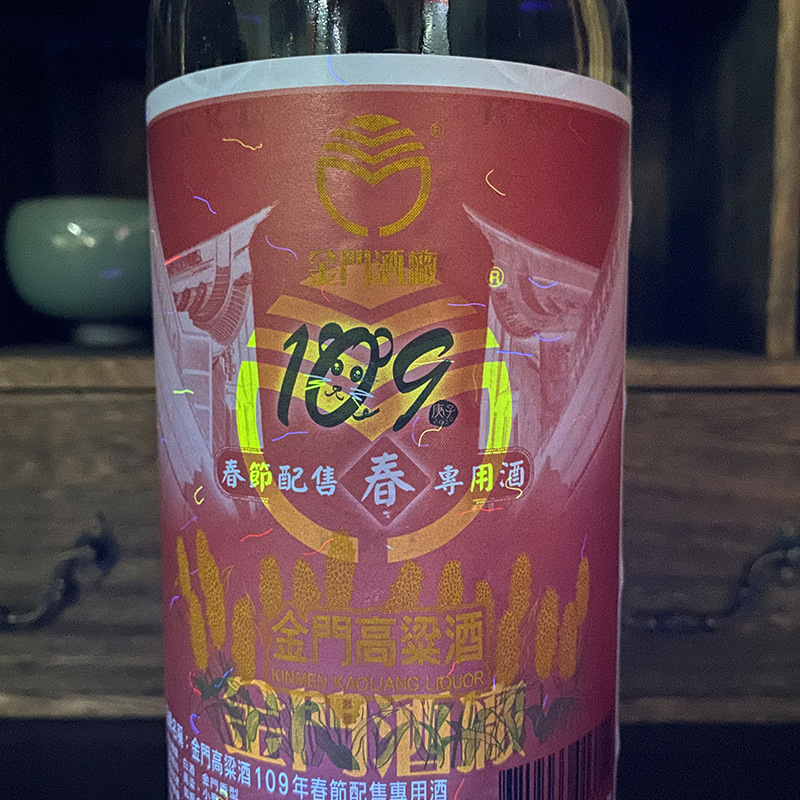 ®
金門酒廠
®
109
庚子
春節配售 春 專用酒
金門高粱酒
KINMEN KAOLIANG LIQUOR
金門酒廠
金門高粱酒109年春節配售專用酒